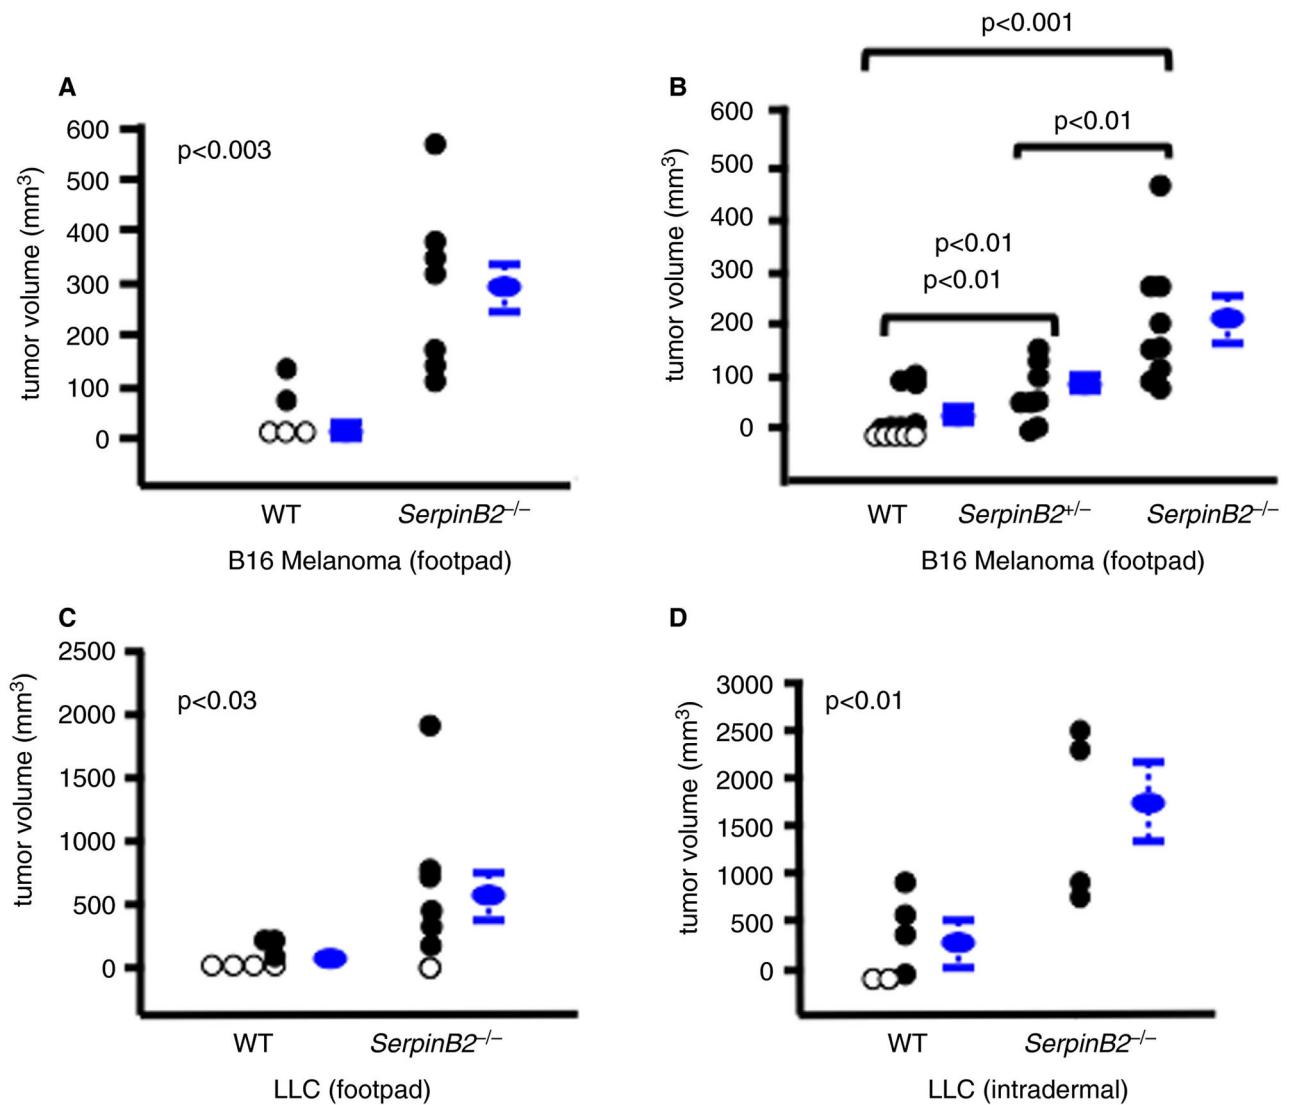 A
tumor volume (mm³)
600
500
400
300
200
100
0
p<0.003
WT
SerpinB2–/–
B16 Melanoma (footpad)
B
tumor volume (mm³)
600
500
400
300
200
100
0
p<0.001
p<0.01
p<0.01
p<0.01
WT
SerpinB2+/–
SerpinB2–/–
B16 Melanoma (footpad)
C
tumor volume (mm³)
2500
2000
1500
1000
500
0
p<0.03
WT
SerpinB2–/–
LLC (footpad)
D
tumor volume (mm³)
3000
2500
2000
1500
1000
500
0
p<0.01
WT
SerpinB2–/–
LLC (intradermal)